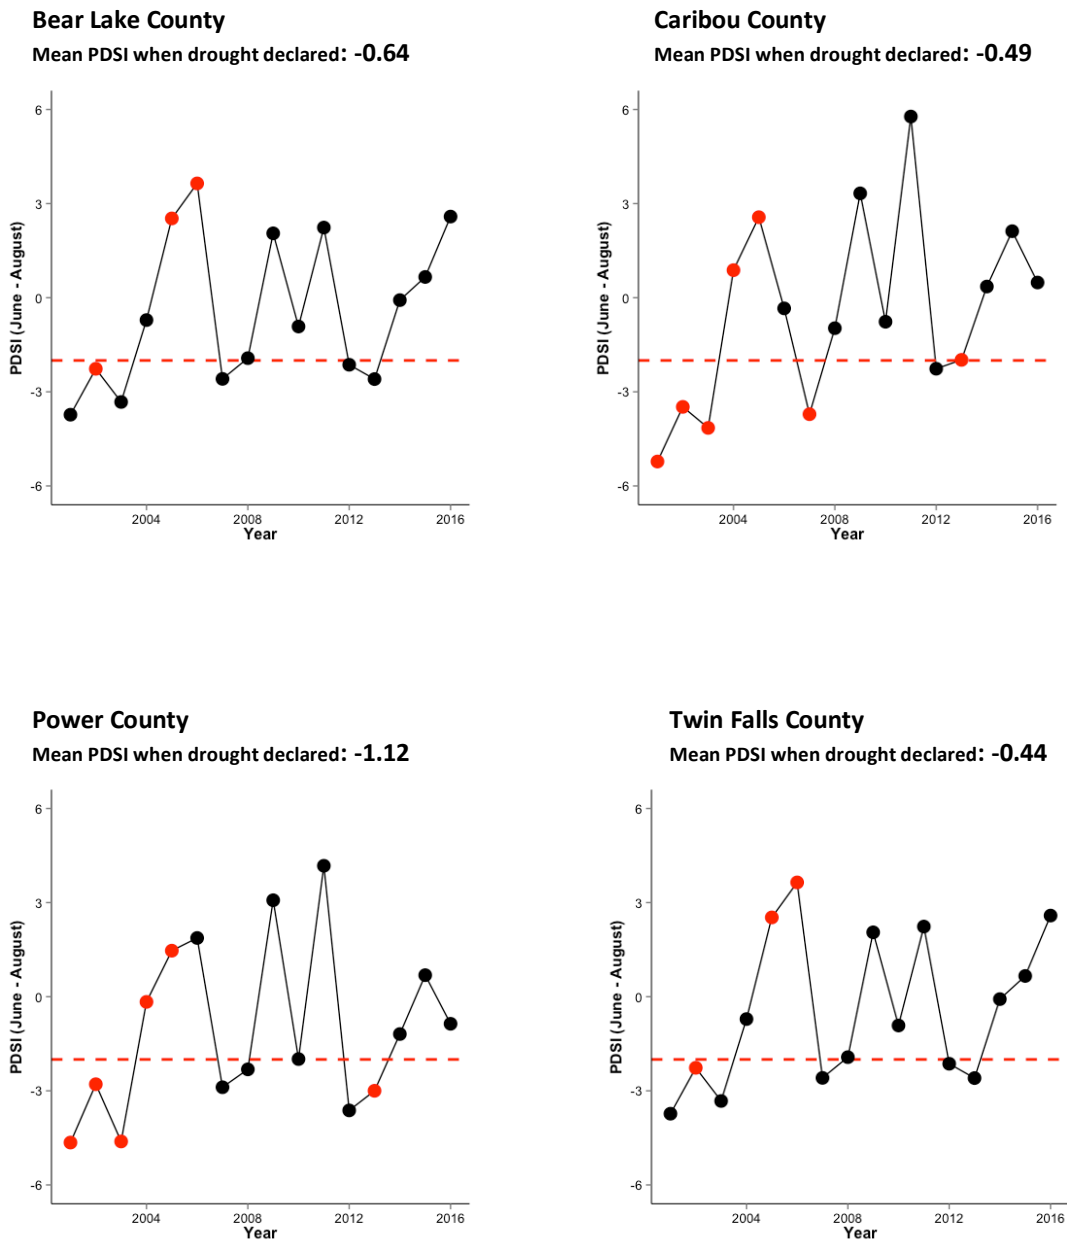 Bear Lake County
Mean PDSI when drought declared: -0.64
6
3
0
-3
-6
PDSI (June - August)
2004
2008
2012
2016
Year
Caribou County
Mean PDSI when drought declared: -0.49
6
3
0
-3
-6
PDSI (June - August)
2004
2008
2012
2016
Year
Power County
Mean PDSI when drought declared: -1.12
6
3
0
-3
-6
PDSI (June - August)
2004
2008
2012
2016
Year
Twin Falls County
Mean PDSI when drought declared: -0.44
6
3
0
-3
-6
PDSI (June - August)
2004
2008
2012
2016
Year